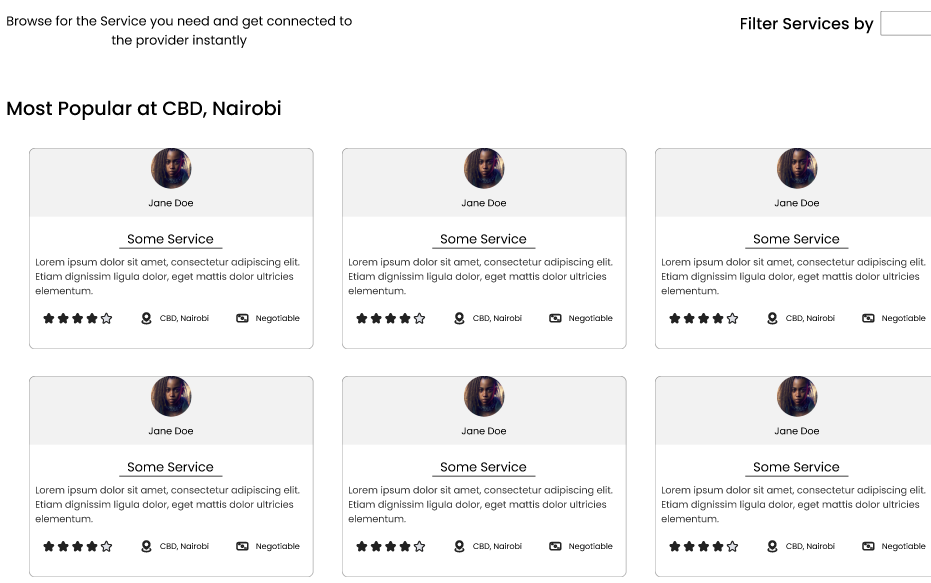 Browse for the Service you need and get connected to
the provider instantly
Filter Services by
Most Popular at CBD, Nairobi
Jane Doe
Some Service
Lorem ipsum dolor sit amet, consectetur adipiscing elit.
Etiam dignissim ligula dolor, eget mattis dolor ultricies
elementum.
CBD, Nairobi
Negotiable
Jane Doe
Some Service
Lorem ipsum dolor sit amet, consectetur adipiscing elit.
Etiam dignissim ligula dolor, eget mattis dolor ultricies
elementum.
CBD, Nairobi
Negotiable
Jane Doe
Some Service
Lorem ipsum dolor sit amet, consectetur adipiscing elit.
Etiam dignissim ligula dolor, eget mattis dolor ultricies
elementum.
CBD, Nairobi
Negotiable
Jane Doe
Some Service
Lorem ipsum dolor sit amet, consectetur adipiscing elit.
Etiam dignissim ligula dolor, eget mattis dolor ultricies
elementum.
CBD, Nairobi
Negotiable
Jane Doe
Some Service
Lorem ipsum dolor sit amet, consectetur adipiscing elit.
Etiam dignissim ligula dolor, eget mattis dolor ultricies
elementum.
CBD, Nairobi
Negotiable
Jane Doe
Some Service
Lorem ipsum dolor sit amet, consectetur adipiscing elit.
Etiam dignissim ligula dolor, eget mattis dolor ultricies
elementum.
CBD, Nairobi
Negotiable